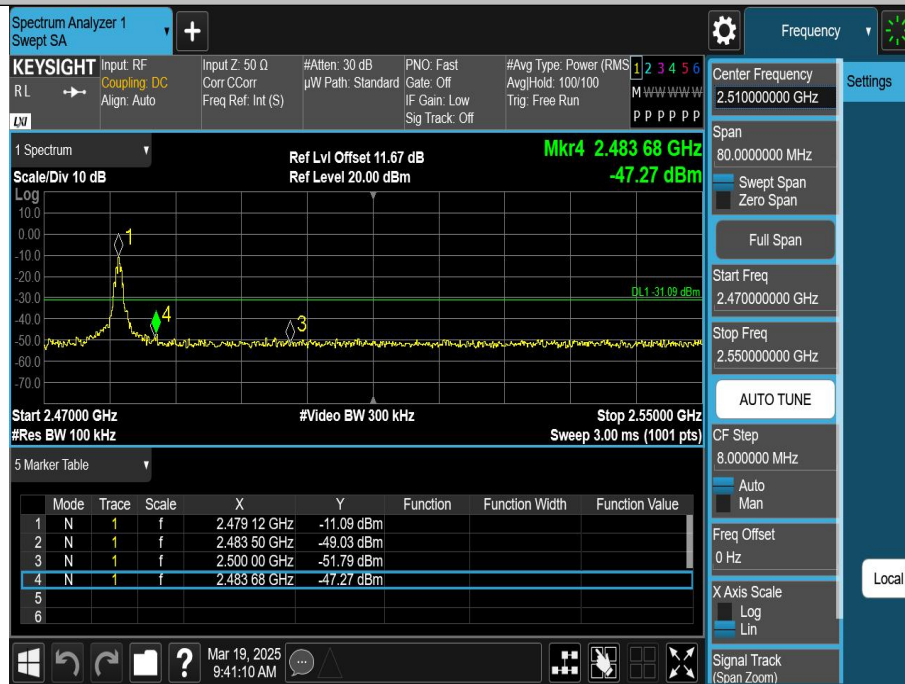 Spectrum Analyzer 1
Swept SA
+
Frequency
KEYSIGHT
RL
LXI
Input: RF
Coupling: DC
Align: Auto
Input Z: 50 Ω
Corr CCorr
Freq Ref: Int (S)
#Atten: 30 dB
µW Path: Standard
PNO: Fast
Gate: Off
IF Gain: Low
Sig Track: Off
#Avg Type: Power (RMS
Avg|Hold: 100/100
Trig: Free Run
1 2 3 4 5 6
M W W W W W
P P P P P P
1 Spectrum
Scale/Div 10 dB
Ref Lvl Offset 11.67 dB
Ref Level 20.00 dBm
Mkr4 2.483 68 GHz
-47.27 dBm
Log
10.0
0.00
-10.0
-20.0
-30.0
-40.0
-50.0
-60.0
-70.0
1
4
3
DL1 -31.09 dBm
Start 2.47000 GHz
#Video BW 300 kHz
Stop 2.55000 GHz
#Res BW 100 kHz
Sweep 3.00 ms (1001 pts)
5 Marker Table
Mode Trace Scale X Y Function Function Width Function Value
1 N 1 f 2.479 12 GHz -11.09 dBm
2 N 1 f 2.483 50 GHz -49.03 dBm
3 N 1 f 2.500 00 GHz -51.79 dBm
4 N 1 f 2.483 68 GHz -47.27 dBm
5
6
Center Frequency
2.510000000 GHz
Span
80.0000000 MHz
Swept Span
Zero Span
Full Span
Start Freq
2.470000000 GHz
Stop Freq
2.550000000 GHz
AUTO TUNE
CF Step
8.000000 MHz
Auto
Man
Freq Offset
0 Hz
X Axis Scale
Log
Lin
Signal Track
(Span Zoom)
Settings
Local
?
Mar 19, 2025
9:41:10 AM